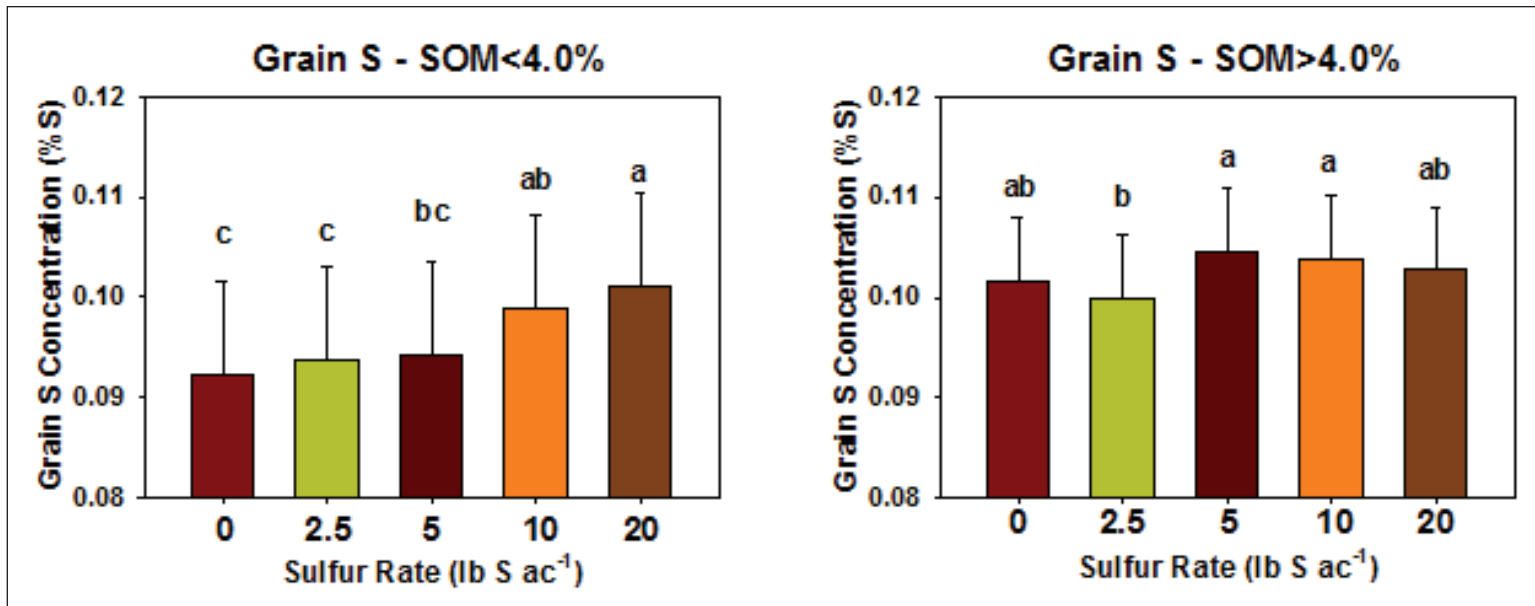 Grain S - SOM<4.0%
Grain S Concentration (% S)
0.12
0.11
0.10
0.09
0.08
c
c
bc
ab
a
0 2.5 5 10 20
Sulfur Rate (lb S ac⁻¹)
Grain S - SOM>4.0%
Grain S Concentration (% S)
0.12
0.11
0.10
0.09
0.08
ab
b
a
a
ab
0 2.5 5 10 20
Sulfur Rate (lb S ac⁻¹)